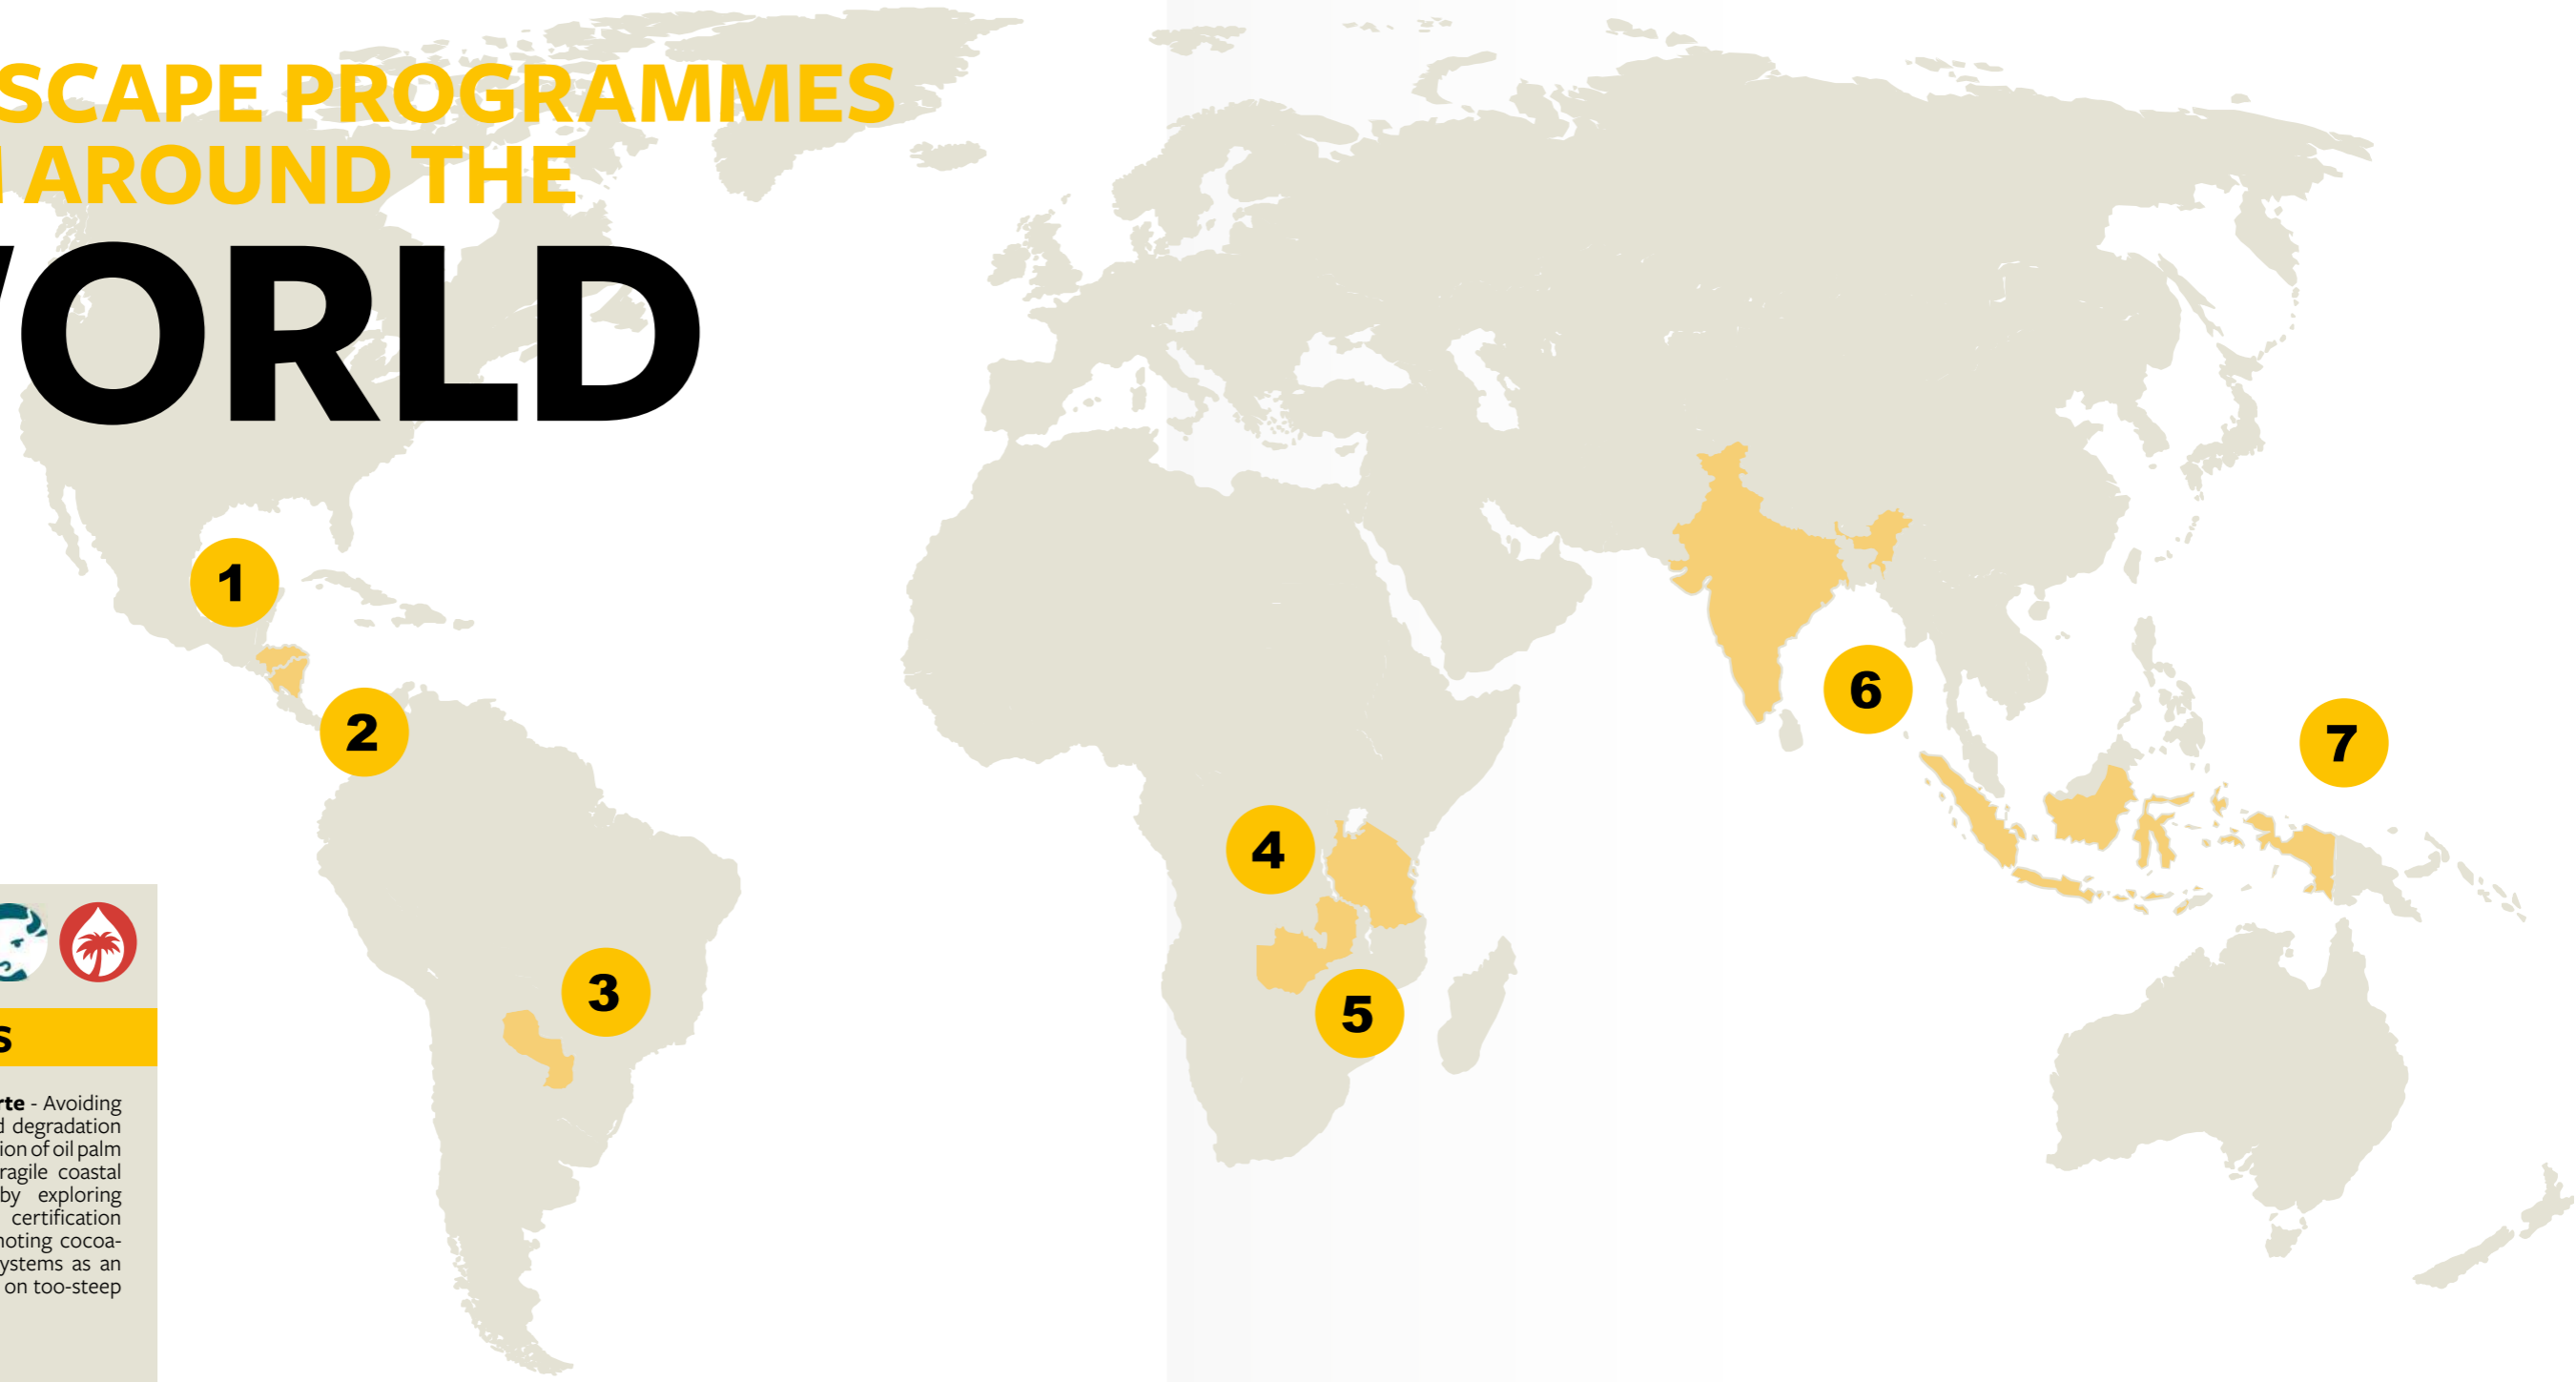 SCAPE PROGRAMMES
AROUND THE
WORLD
1
2
3
4
5
6
7
S
rte - Avoiding
d degradation
ion of oil palm
ragile coastal
by exploring
certification
noting cocoa-
ystems as an
on too-steep